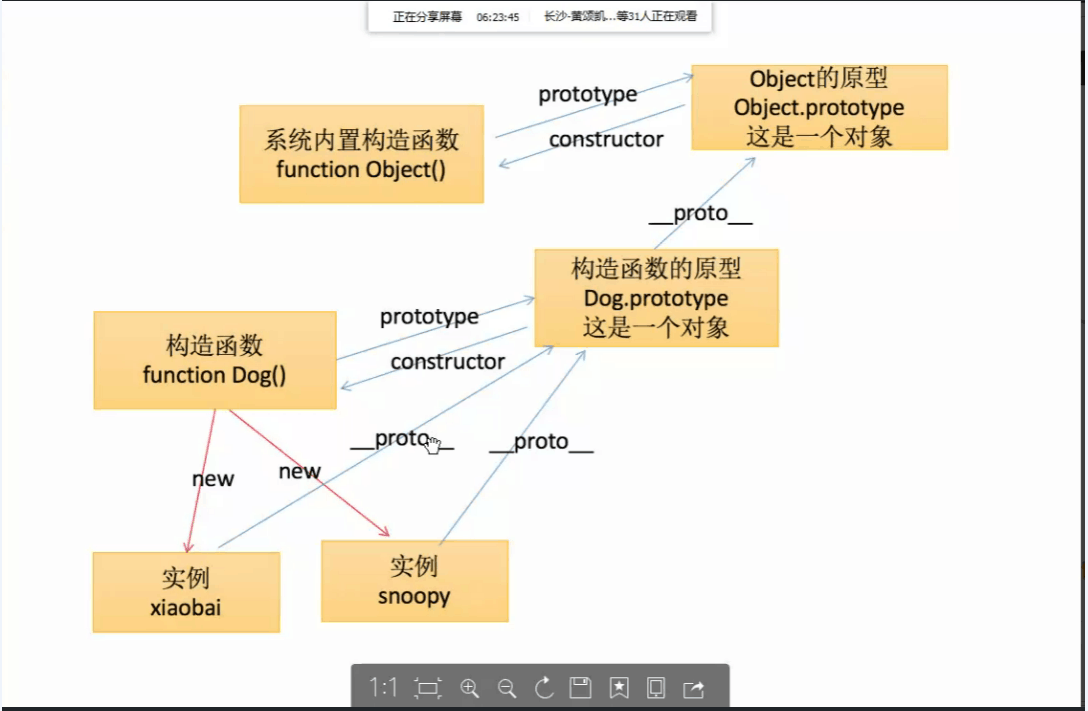 正在分享屏幕 06:23:45 长沙-黄颂凯...等31人正在观看
Object的原型
Object.prototype
这是一个对象
prototype
constructor
系统内置构造函数
function Object()
__proto__
构造函数的原型
Dog.prototype
这是一个对象
prototype
constructor
构造函数
function Dog()
__proto__
__proto__
new
new
实例
xiaobai
实例
snoopy
1:1